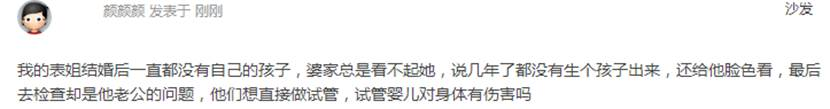 颜颜颜 发表于 刚刚
沙发
我的表姐结婚后一直都没有自己的孩子，婆家总是看不起她，说几年了都没有生个孩子出来，还给他脸色看，最后
去检查却是他老公的问题，他们想直接做试管，试管婴儿对身体有伤害吗